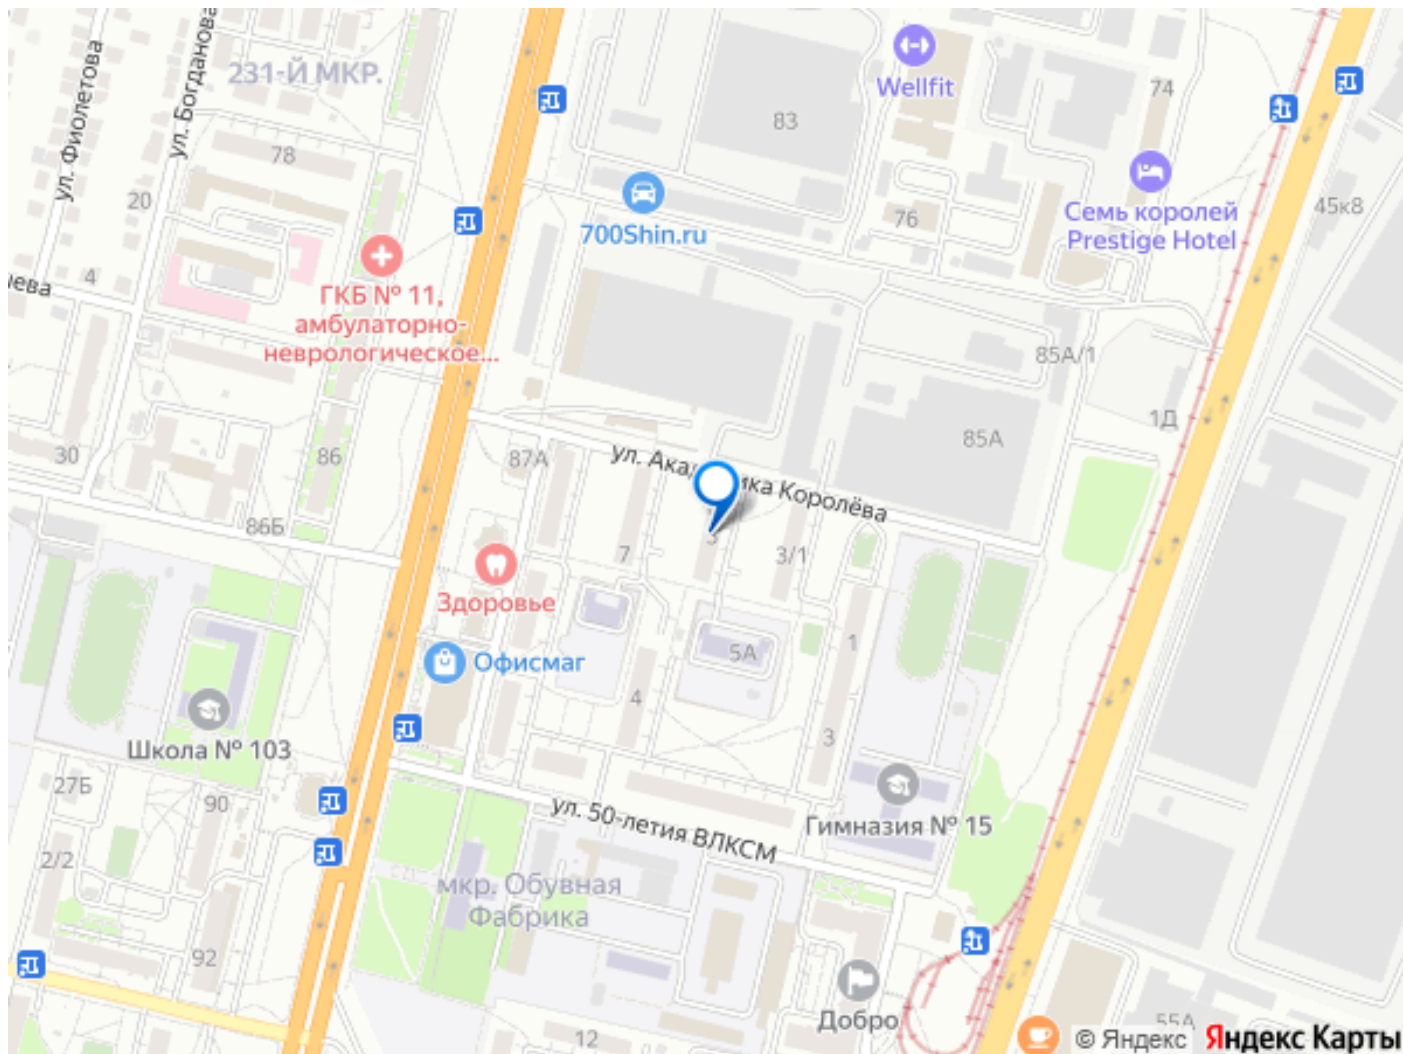 ул. Фиолетова
ул. Богданова
231-Й МКР.
Wellfit
74
83
78
20
700Shin.ru
76
Семь королей
Prestige Hotel
45к8
4
ГКБ № 11,
амбулаторно-
неврологическое...
85А/1
1Д
30
86
87А
85А
ул. Академика Королёва
86Б
7
3
3/1
Здоровье
1
5А
Офисмаг
4
3
Школа № 103
27Б
90
ул. 50-летия ВЛКСМ
Гимназия № 15
2/2
мкр. Обувная
Фабрика
92
Добро
12
55А
© Яндекс Яндекс Карты